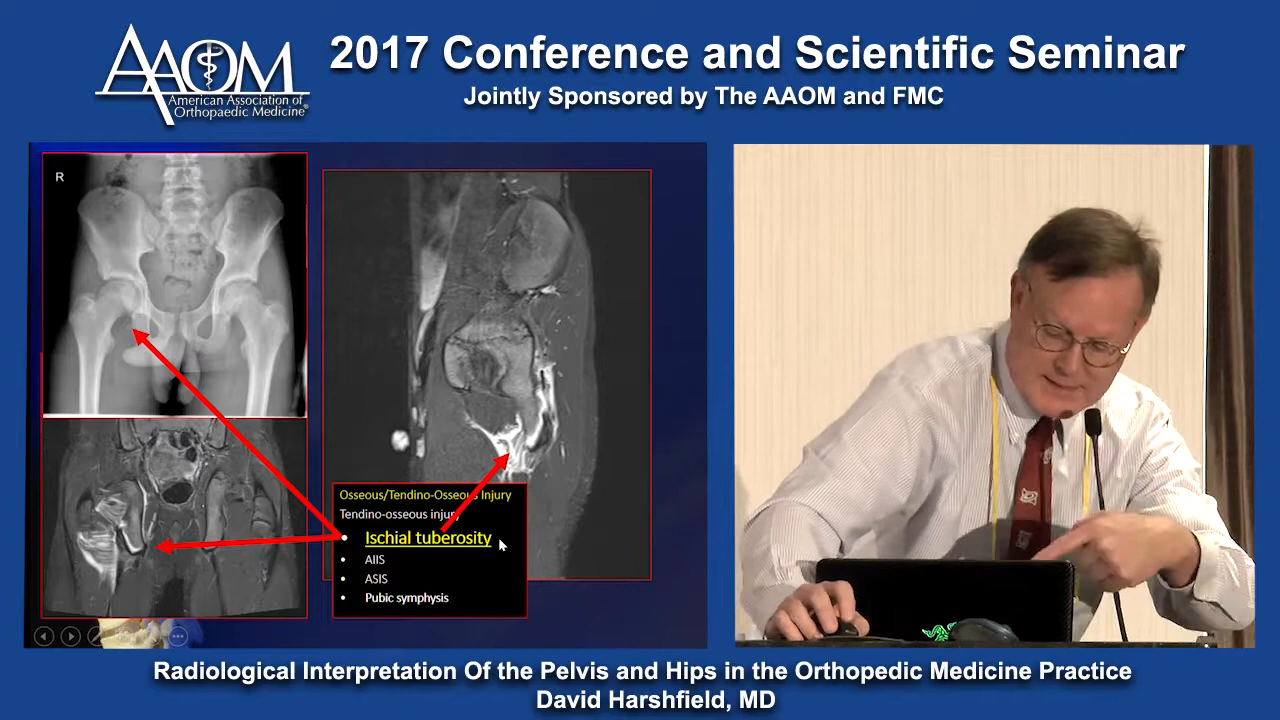 AAOM
American Association of
Orthopaedic Medicine®
2017 Conference and Scientific Seminar
Jointly Sponsored by The AAOM and FMC
R
Osseous/Tendino-Osseous Injury
Tendino-osseous injury
• Ischial tuberosity
• AIIS
• ASIS
• Pubic symphysis
Radiological Interpretation Of the Pelvis and Hips in the Orthopedic Medicine Practice
David Harshfield, MD